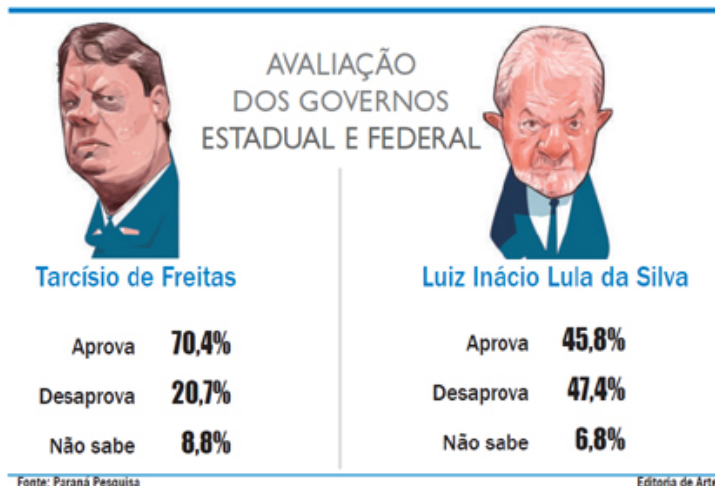 AVALIAÇÃO
DOS GOVERNOS
ESTADUAL E FEDERAL
Tarcísio de Freitas
Aprova 70,4%
Desaprova 20,7%
Não sabe 8,8%
Luiz Inácio Lula da Silva
Aprova 45,8%
Desaprova 47,4%
Não sabe 6,8%
Fonte: Paraná Pesquisa
Editoria de Arte